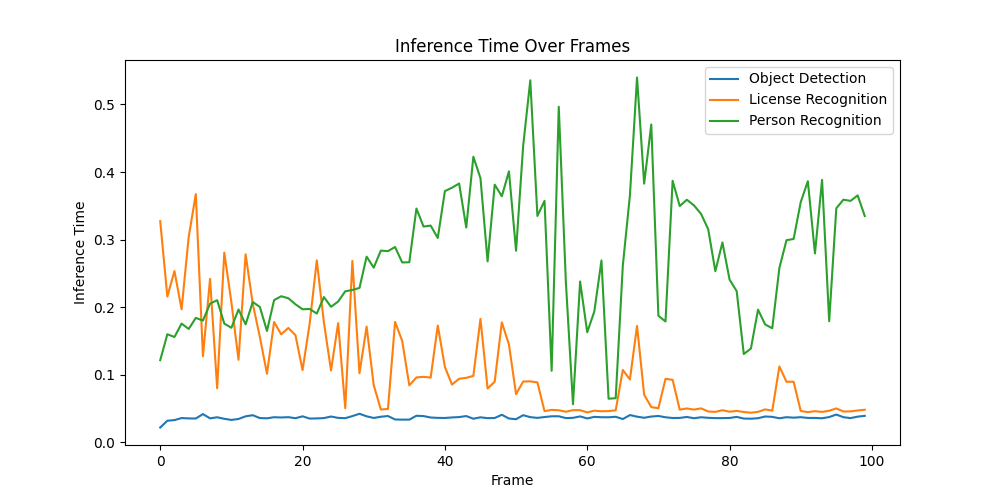 Inference Time Over Frames
Object Detection
License Recognition
Person Recognition
Inference Time
0.5
0.4
0.3
0.2
0.1
0.0
0 20 40 60 80 100
Frame